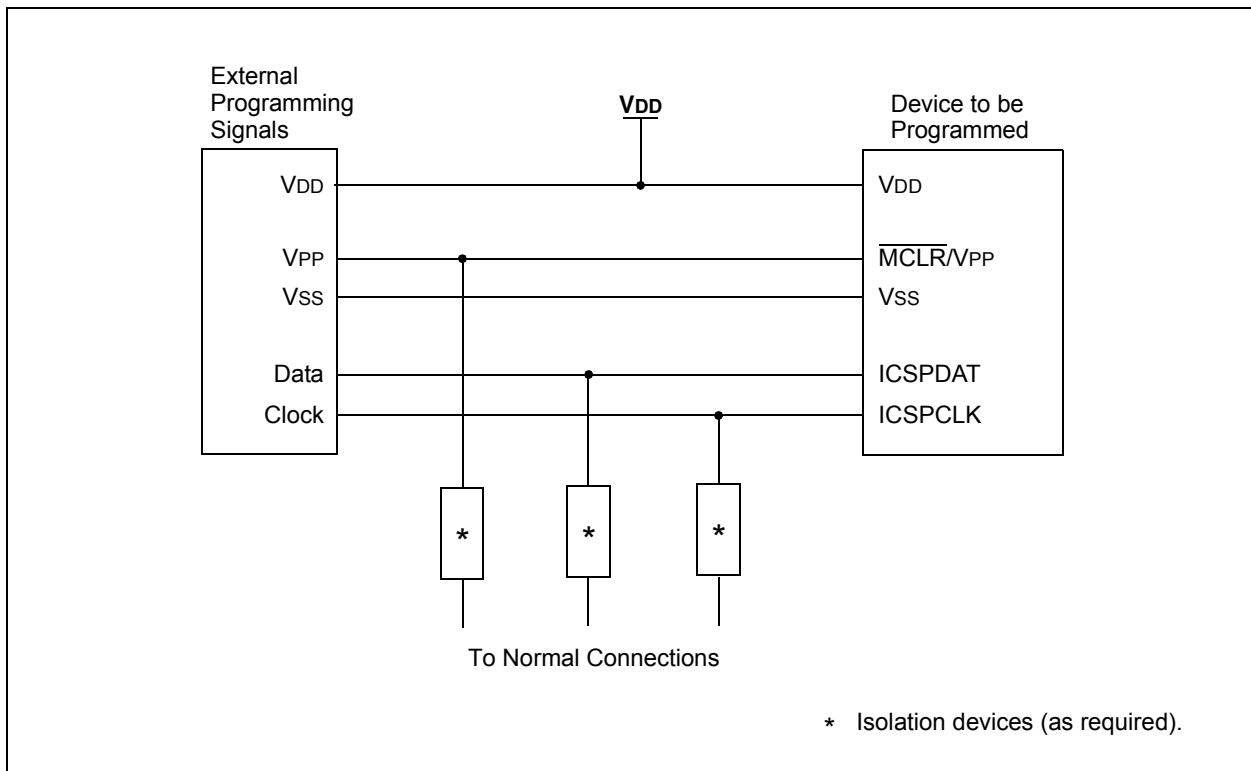 External
Programming
Signals
VDD
Device to be
Programmed
VDD
VDD
VPP
MCLR/VPP
VSS
VSS
Data
ICSPDAT
Clock
ICSPCLK
*
*
*
To Normal Connections
* Isolation devices (as required).